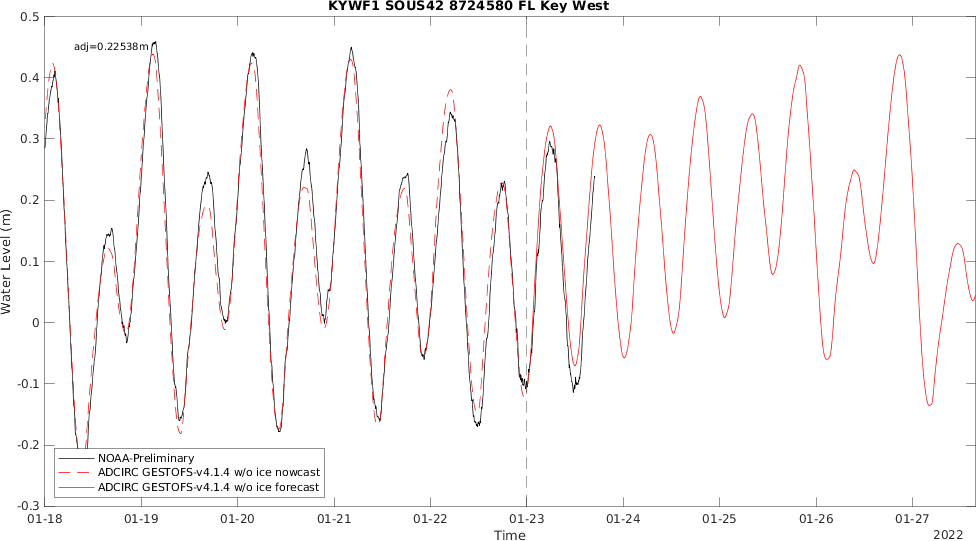 KYWF1 SOUS42 8724580 FL Key West
adj=0.22538m
0.5
0.4
0.3
0.2
0.1
0
-0.1
-0.2
-0.3
Water Level (m)
NOAA-Preliminary
ADCIRC GESTOFS-v4.1.4 w/o ice nowcast
ADCIRC GESTOFS-v4.1.4 w/o ice forecast
01-18 01-19 01-20 01-21 01-22 01-23 01-24 01-25 01-26 01-27
Time
2022